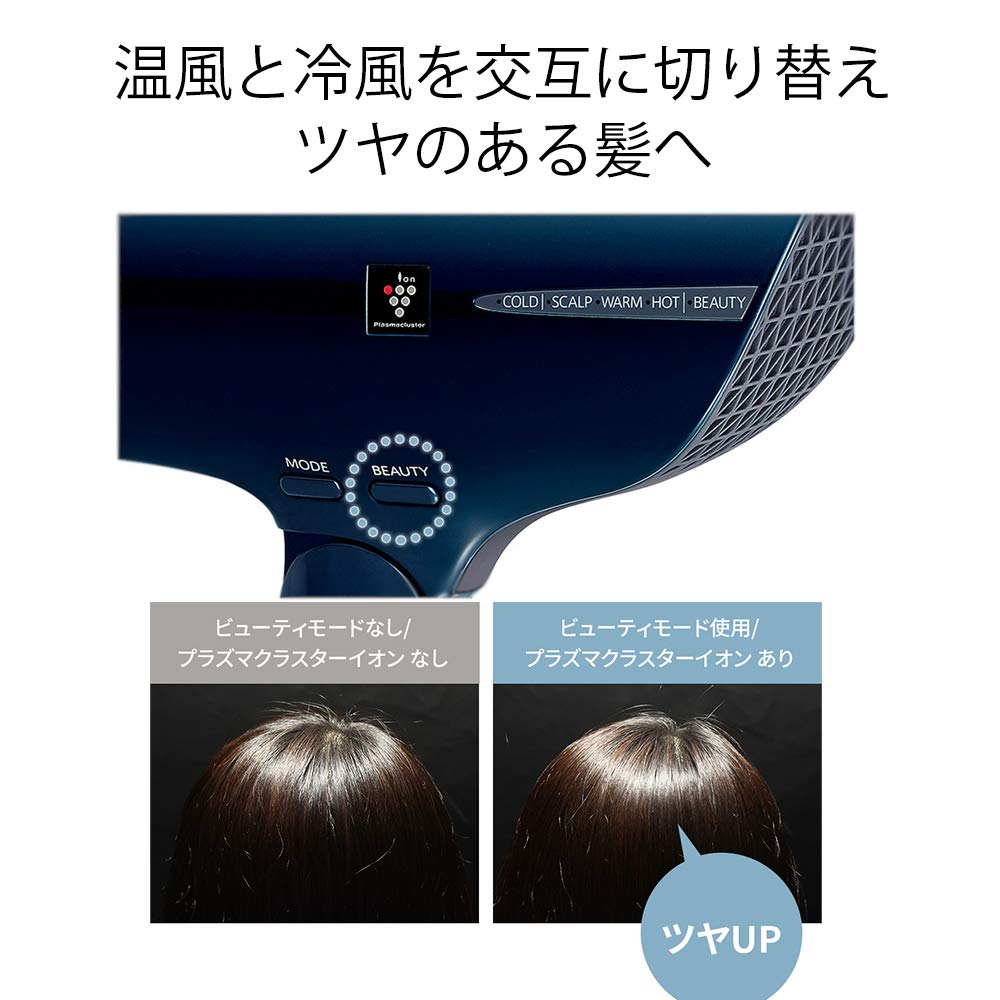 温風と冷風を交互に切り替え
ツヤのある髪へ
Ion
Plasmacluster
・COLD| ・SCALP ・WARM ・HOT| ・BEAUTY
MODE
BEAUTY
ビューティモードなし/
プラズマクラスターイオン なし
ビューティモード使用/
プラズマクラスターイオン あり
ツヤUP